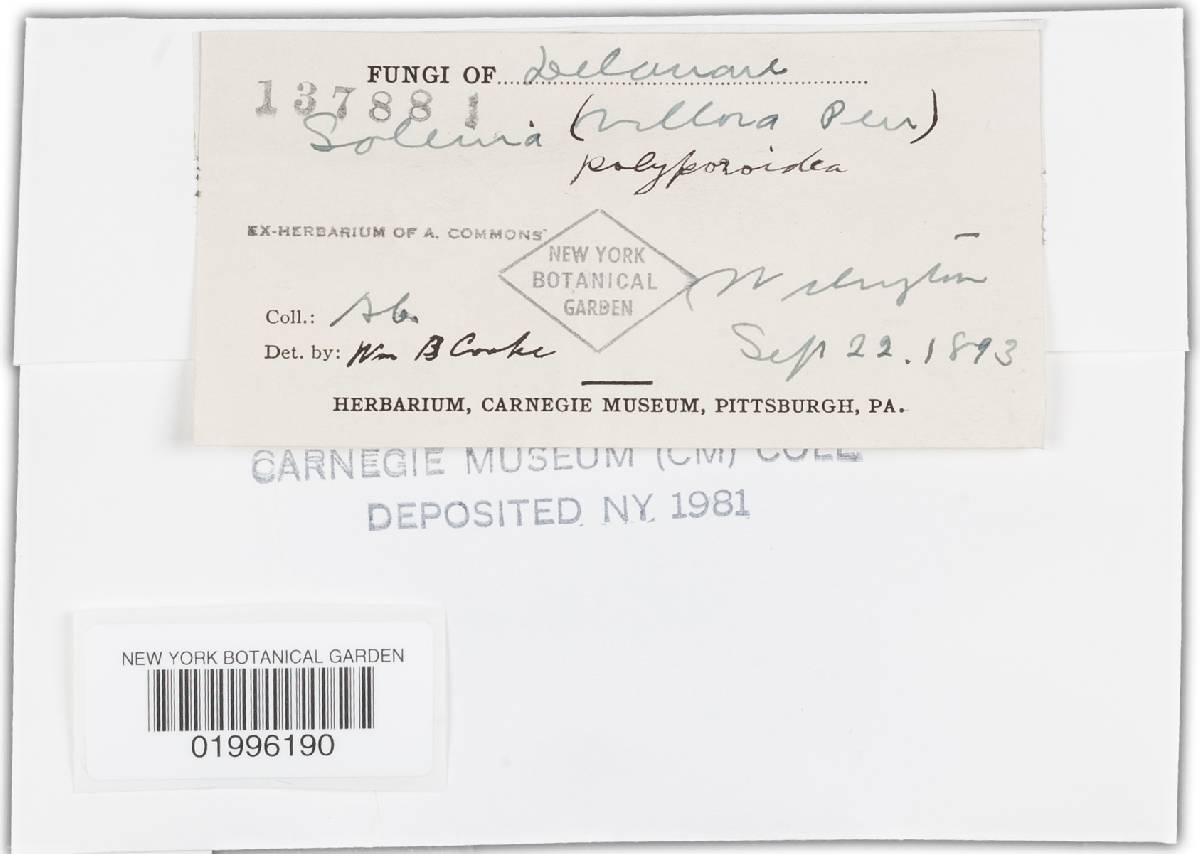 FUNGI OF Delaware
137881
Solenia (villosa Pers)
polyporoidea
EX-HERBARIUM OF A. COMMONS
NEW YORK
BOTANICAL
GARDEN
Wilmington
Coll.:
Sep 22. 1893
Det. by: Wm B Cooke
HERBARIUM, CARNEGIE MUSEUM, PITTSBURGH, PA.
CARNEGIE MUSEUM (CM) COLL
DEPOSITED NY 1981
NEW YORK BOTANICAL GARDEN
01996190